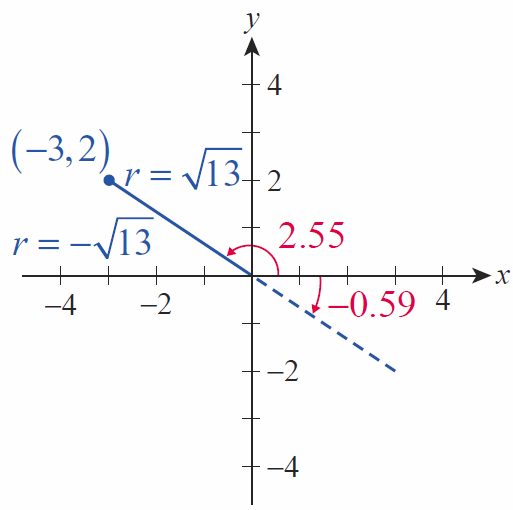 y
4
(−3, 2)
r = √13
2
r = −√13
2.55
x
−4
−2
−0.59
4
−2
−4